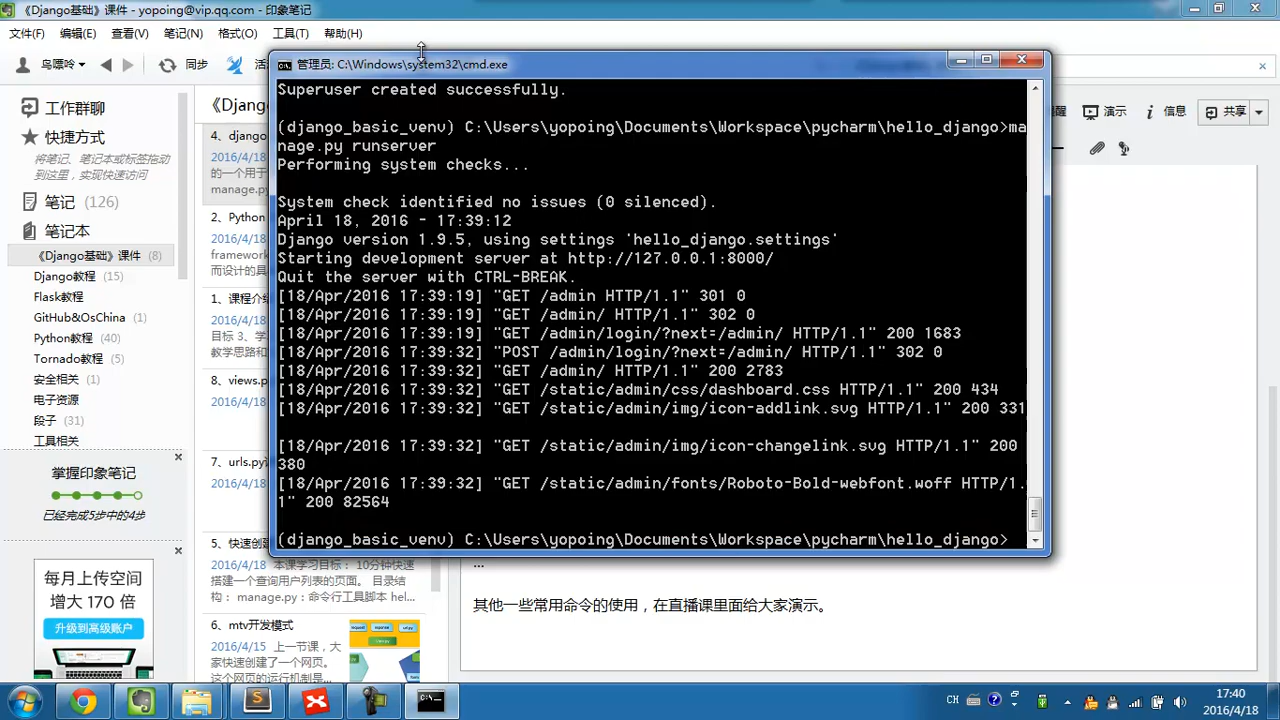 《Django基础》课件 - yopoing@vip.qq.com - 印象笔记
文件(F) 编辑(E) 查看(V) 笔记(N) 格式(O) 工具(T) 帮助(H)
鸟嘌呤 同步
管理员: C:\Windows\system32\cmd.exe
演示 信息 共享
工作群聊
快捷方式
将笔记、笔记本或标签拖动
到这里，实现快速访问
笔记 (126)
笔记本
《Django基础》课件 (8)
Django教程 (15)
Flask教程
GitHub&OsChina (1)
Python教程 (40)
Tornado教程 (5)
安全相关 (1)
电子资源
段子 (31)
工具相关
掌握印象笔记
已经完成5步中的4步
每月上传空间
增大 170 倍
升级到高级账户
《Django
4、django
2016/4/18
的一个用于
manage.py
2、Python
2016/4/18
framework
而设计的具
1、课程介绍
2016/4/18
目标 3、学
教学思路和
8、views.py
2016/4/18
7、urls.py
2016/4/18
5、快速创建
2016/4/18 本课学习目标： 10分钟快速
搭建一个查询用户列表的页面。 目录结
构： manage.py：命令行工具脚本 hel...
6、mtv开发模式
2016/4/15 上一节课，大
家快速创建了一个网页。
这个网页的运行机制是...
Superuser created successfully.
(django_basic_venv) C:\Users\yopoing\Documents\Workspace\pycharm\hello_django>ma
nage.py runserver
Performing system checks...
System check identified no issues (0 silenced).
April 18, 2016 - 17:39:12
Django version 1.9.5, using settings 'hello_django.settings'
Starting development server at http://127.0.0.1:8000/
Quit the server with CTRL-BREAK.
[18/Apr/2016 17:39:19] "GET /admin HTTP/1.1" 301 0
[18/Apr/2016 17:39:19] "GET /admin/ HTTP/1.1" 302 0
[18/Apr/2016 17:39:19] "GET /admin/login/?next=/admin/ HTTP/1.1" 200 1683
[18/Apr/2016 17:39:32] "POST /admin/login/?next=/admin/ HTTP/1.1" 302 0
[18/Apr/2016 17:39:32] "GET /admin/ HTTP/1.1" 200 2783
[18/Apr/2016 17:39:32] "GET /static/admin/css/dashboard.css HTTP/1.1" 200 434
[18/Apr/2016 17:39:32] "GET /static/admin/img/icon-addlink.svg HTTP/1.1" 200 331
[18/Apr/2016 17:39:32] "GET /static/admin/img/icon-changelink.svg HTTP/1.1" 200
380
[18/Apr/2016 17:39:32] "GET /static/admin/fonts/Roboto-Bold-webfont.woff HTTP/1.
1" 200 82564
(django_basic_venv) C:\Users\yopoing\Documents\Workspace\pycharm\hello_django>
...
其他一些常用命令的使用，在直播课里面给大家演示。
CH
17:40
2016/4/18